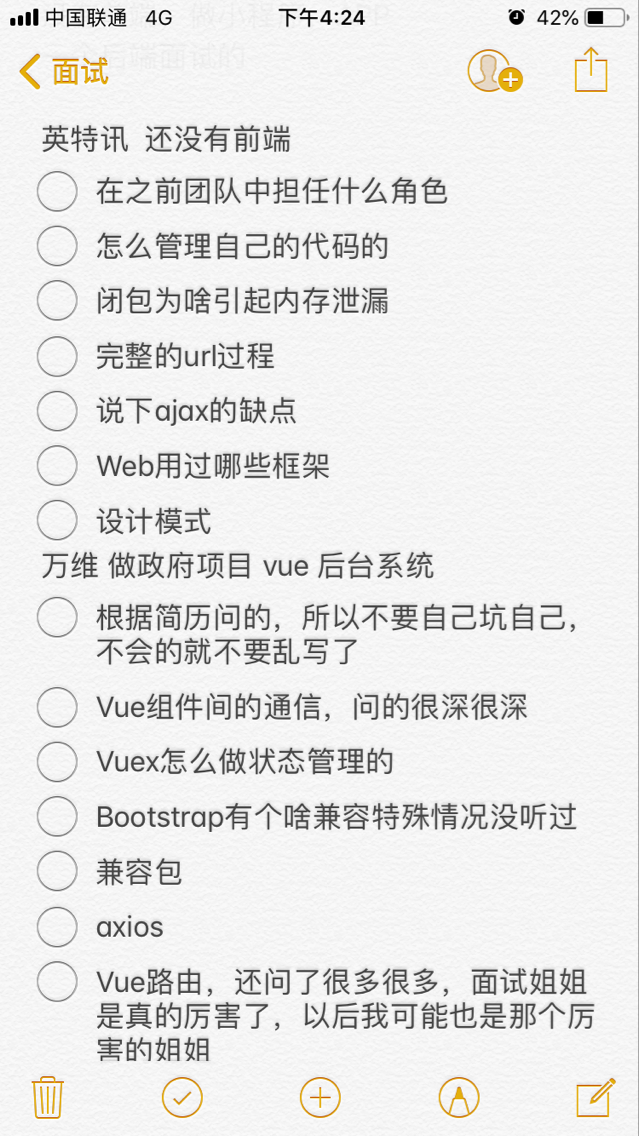 中国联通 4G 下午4:24 42%
面试
英特讯 还没有前端
在之前团队中担任什么角色
怎么管理自己的代码的
闭包为啥引起内存泄漏
完整的url过程
说下ajax的缺点
Web用过哪些框架
设计模式
万维 做政府项目 vue 后台系统
根据简历问的，所以不要自己坑自己，
不会的就不要乱写了
Vue组件间的通信，问的很深很深
Vuex怎么做状态管理的
Bootstrap有个啥兼容特殊情况没听过
兼容包
axios
Vue路由，还问了很多很多，面试姐姐
是真的厉害了，以后我可能也是那个厉
害的姐姐